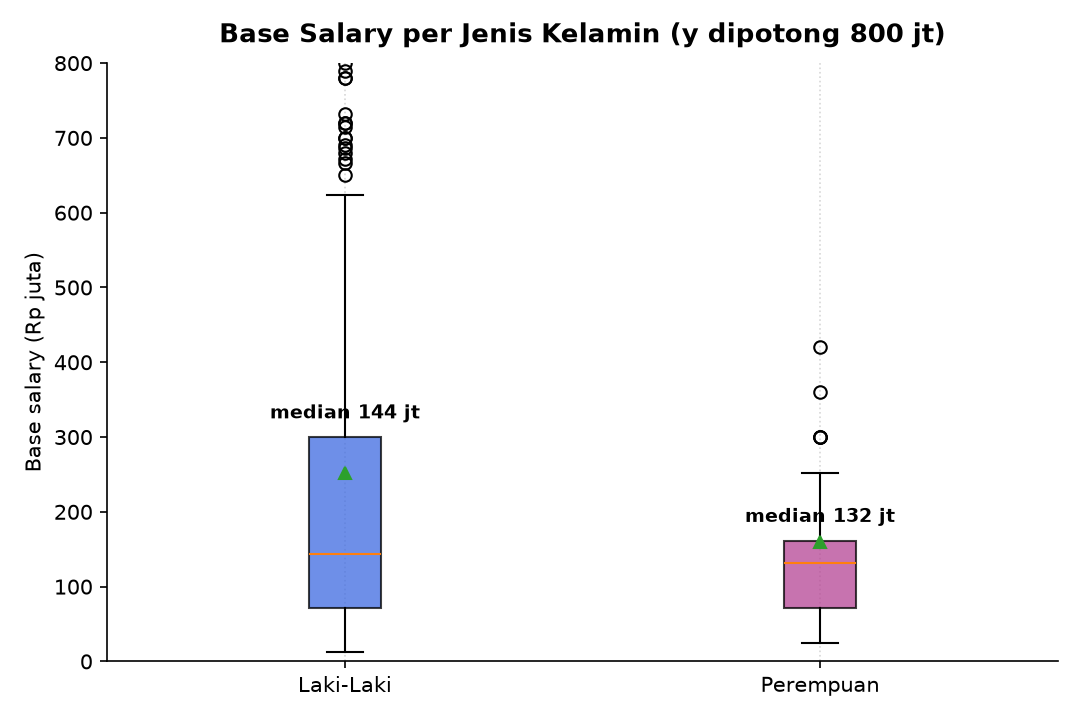 Base Salary per Jenis Kelamin (y dipotong 800 jt)
Base salary (Rp juta)
800
700
600
500
400
300
200
100
0
median 144 jt
median 132 jt
Laki-Laki
Perempuan